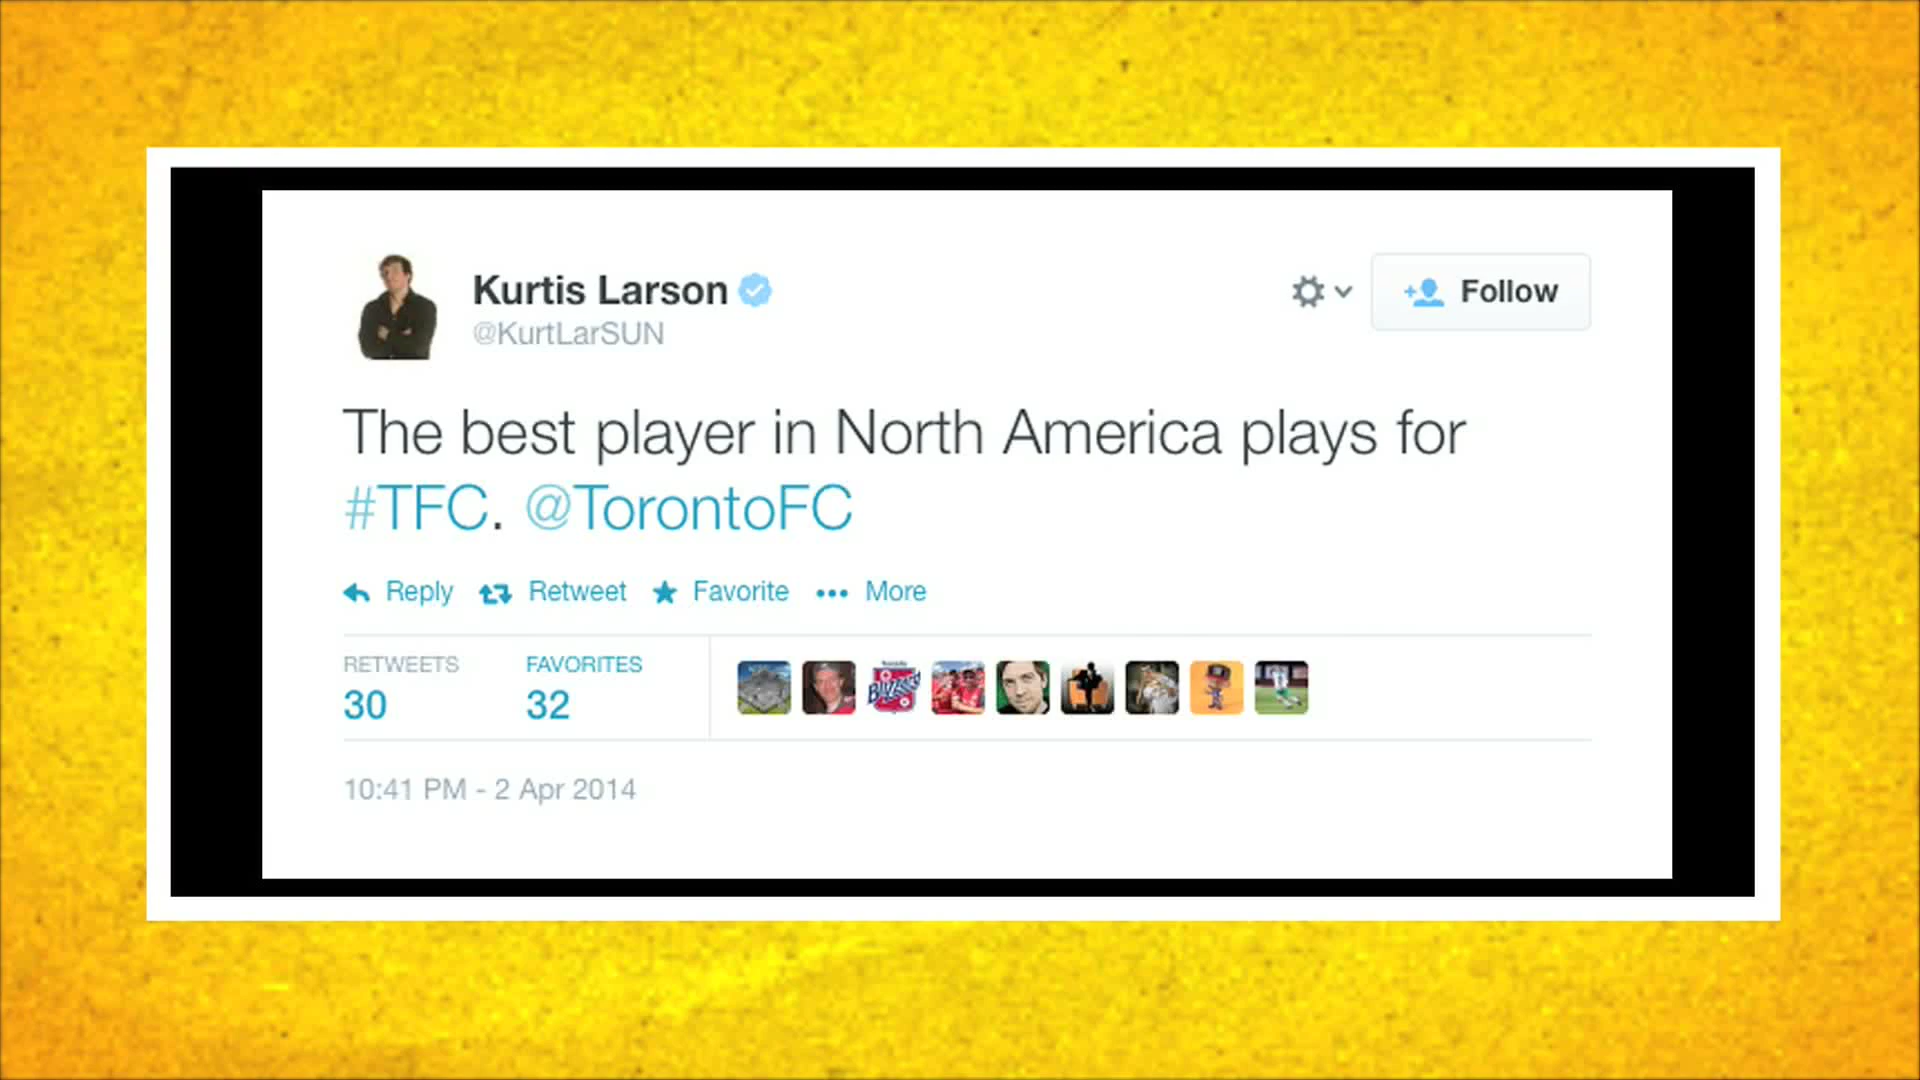 Kurtis Larson
@KurtLarSUN
Follow
The best player in North America plays for
#TFC. @TorontoFC
Reply Retweet Favorite More
RETWEETS FAVORITES
30 32
BLIZZARD
10:41 PM - 2 Apr 2014